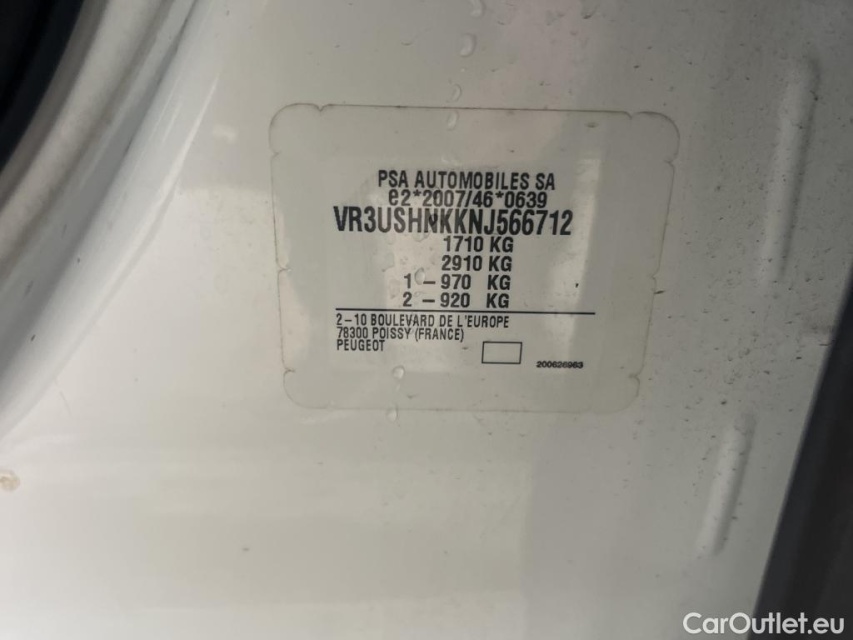 PSA AUTOMOBILES SA
e2*2007/46*0639
VR3USHNKKNJ566712
1710 KG
2910 KG
1 – 970 KG
2 – 920 KG
2–10 BOULEVARD DE L'EUROPE
78300 POISSY (FRANCE)
PEUGEOT
200626963
CarOutlet.eu